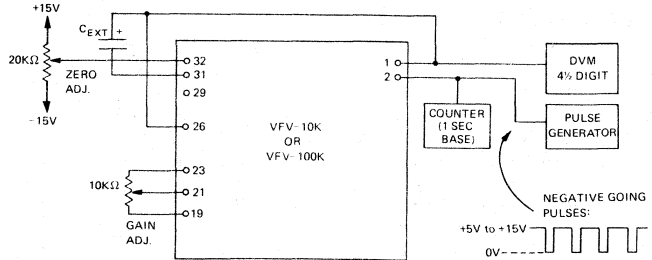 +15V
C EXT +
20KΩ
ZERO
ADJ.
-15V
32
31
29
26
23
21
19
10KΩ
GAIN
ADJ.
VFV-10K
OR
VFV-100K
1
2
DVM
4½ DIGIT
COUNTER
(1 SEC
BASE)
PULSE
GENERATOR
NEGATIVE GOING
PULSES:
+5V to +15V
0V